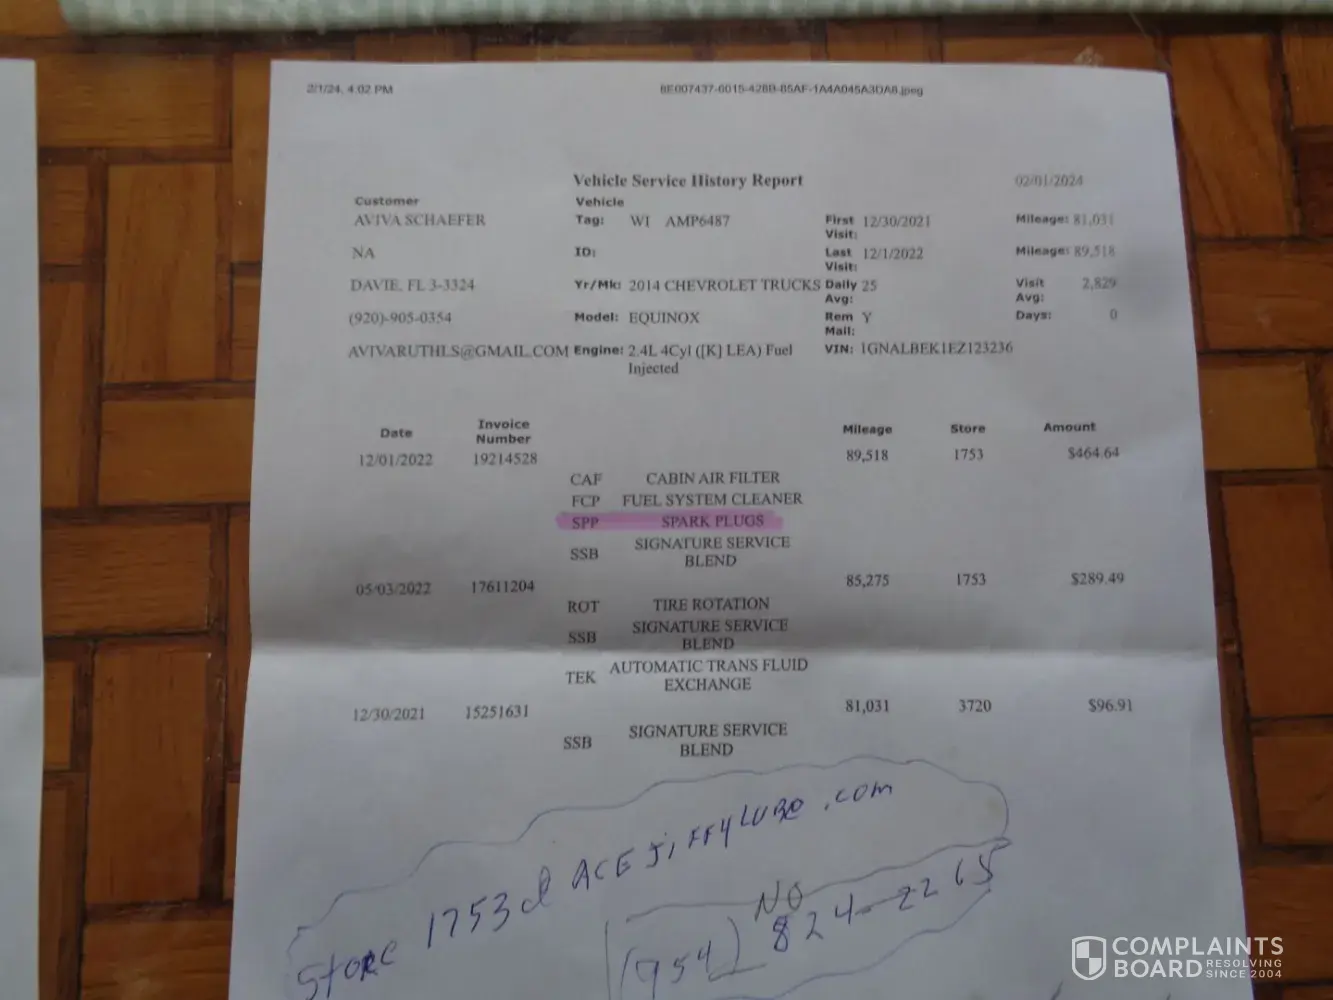 2/1/24, 4:02 PM 6E007437-6015-428B-85AF-1A4A045A3DA8.jpeg
Vehicle Service History Report 02/01/2024
Customer Vehicle
AVIVA SCHAEFER Tag: WI AMP6487 First Visit: 12/30/2021 Mileage: 81,031
NA ID: Last Visit: 12/1/2022 Mileage: 89,518
DAVIE, FL 3-3324 Yr/Mk: 2014 CHEVROLET TRUCKS Daily Avg: 25 Visit Avg: 2,829
(920)-905-0354 Model: EQUINOX Rem Mail: Y Days: 0
AVIVARUTHLS@GMAIL.COM Engine: 2.4L 4Cyl ([K] LEA) Fuel Injected VIN: 1GNALBEK1EZ123236
Date Invoice Number Mileage Store Amount
12/01/2022 19214528 89,518 1753 $464.64
CAF CABIN AIR FILTER
FCP FUEL SYSTEM CLEANER
SPP SPARK PLUGS
SSB SIGNATURE SERVICE BLEND
05/03/2022 17611204 85,275 1753 $289.49
ROT TIRE ROTATION
SSB SIGNATURE SERVICE BLEND
TEK AUTOMATIC TRANS FLUID EXCHANGE
12/30/2021 15251631 81,031 3720 $96.91
SSB SIGNATURE SERVICE BLEND
Store 1753@ ACEJiffyLUBE.com
NO
(954) 824-2265
COMPLAINTS
BOARD RESOLVING SINCE 2004